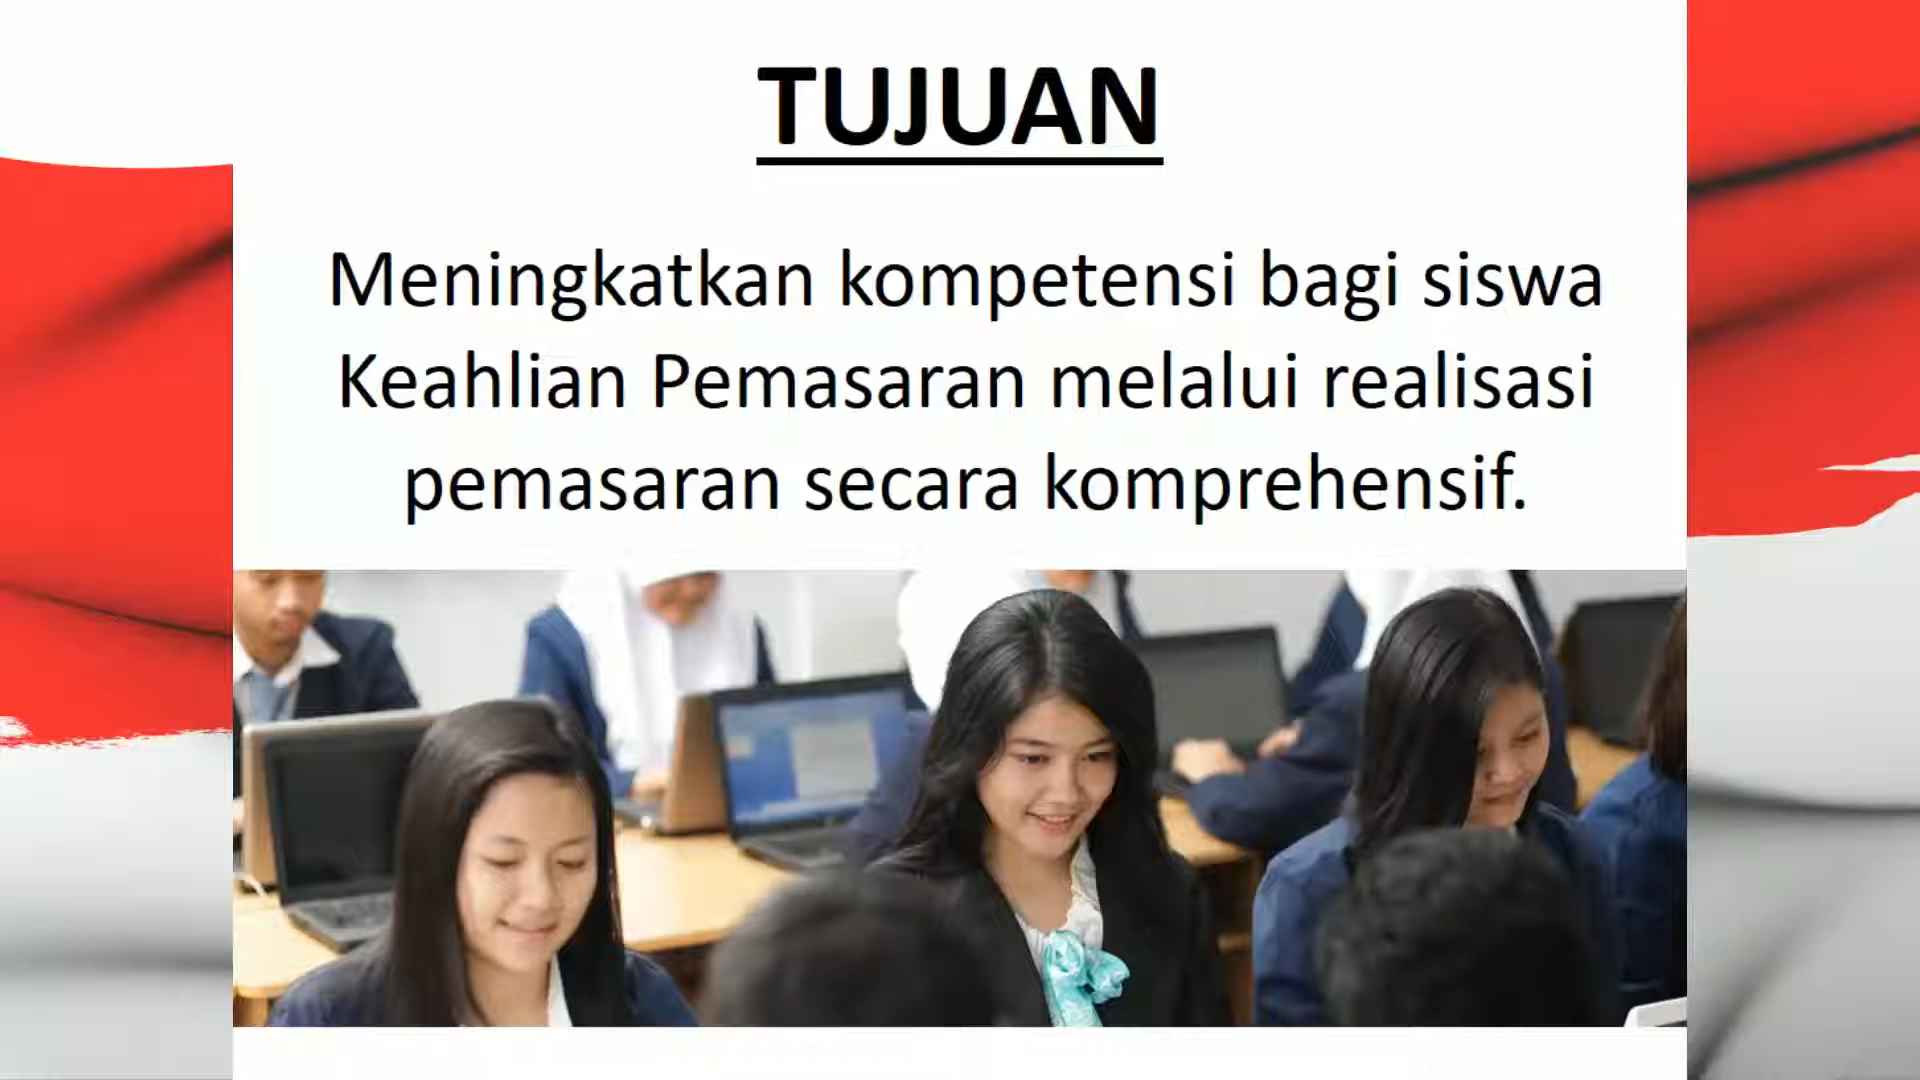 TUJUAN
Meningkatkan kompetensi bagi siswa
Keahlian Pemasaran melalui realisasi
pemasaran secara komprehensif.